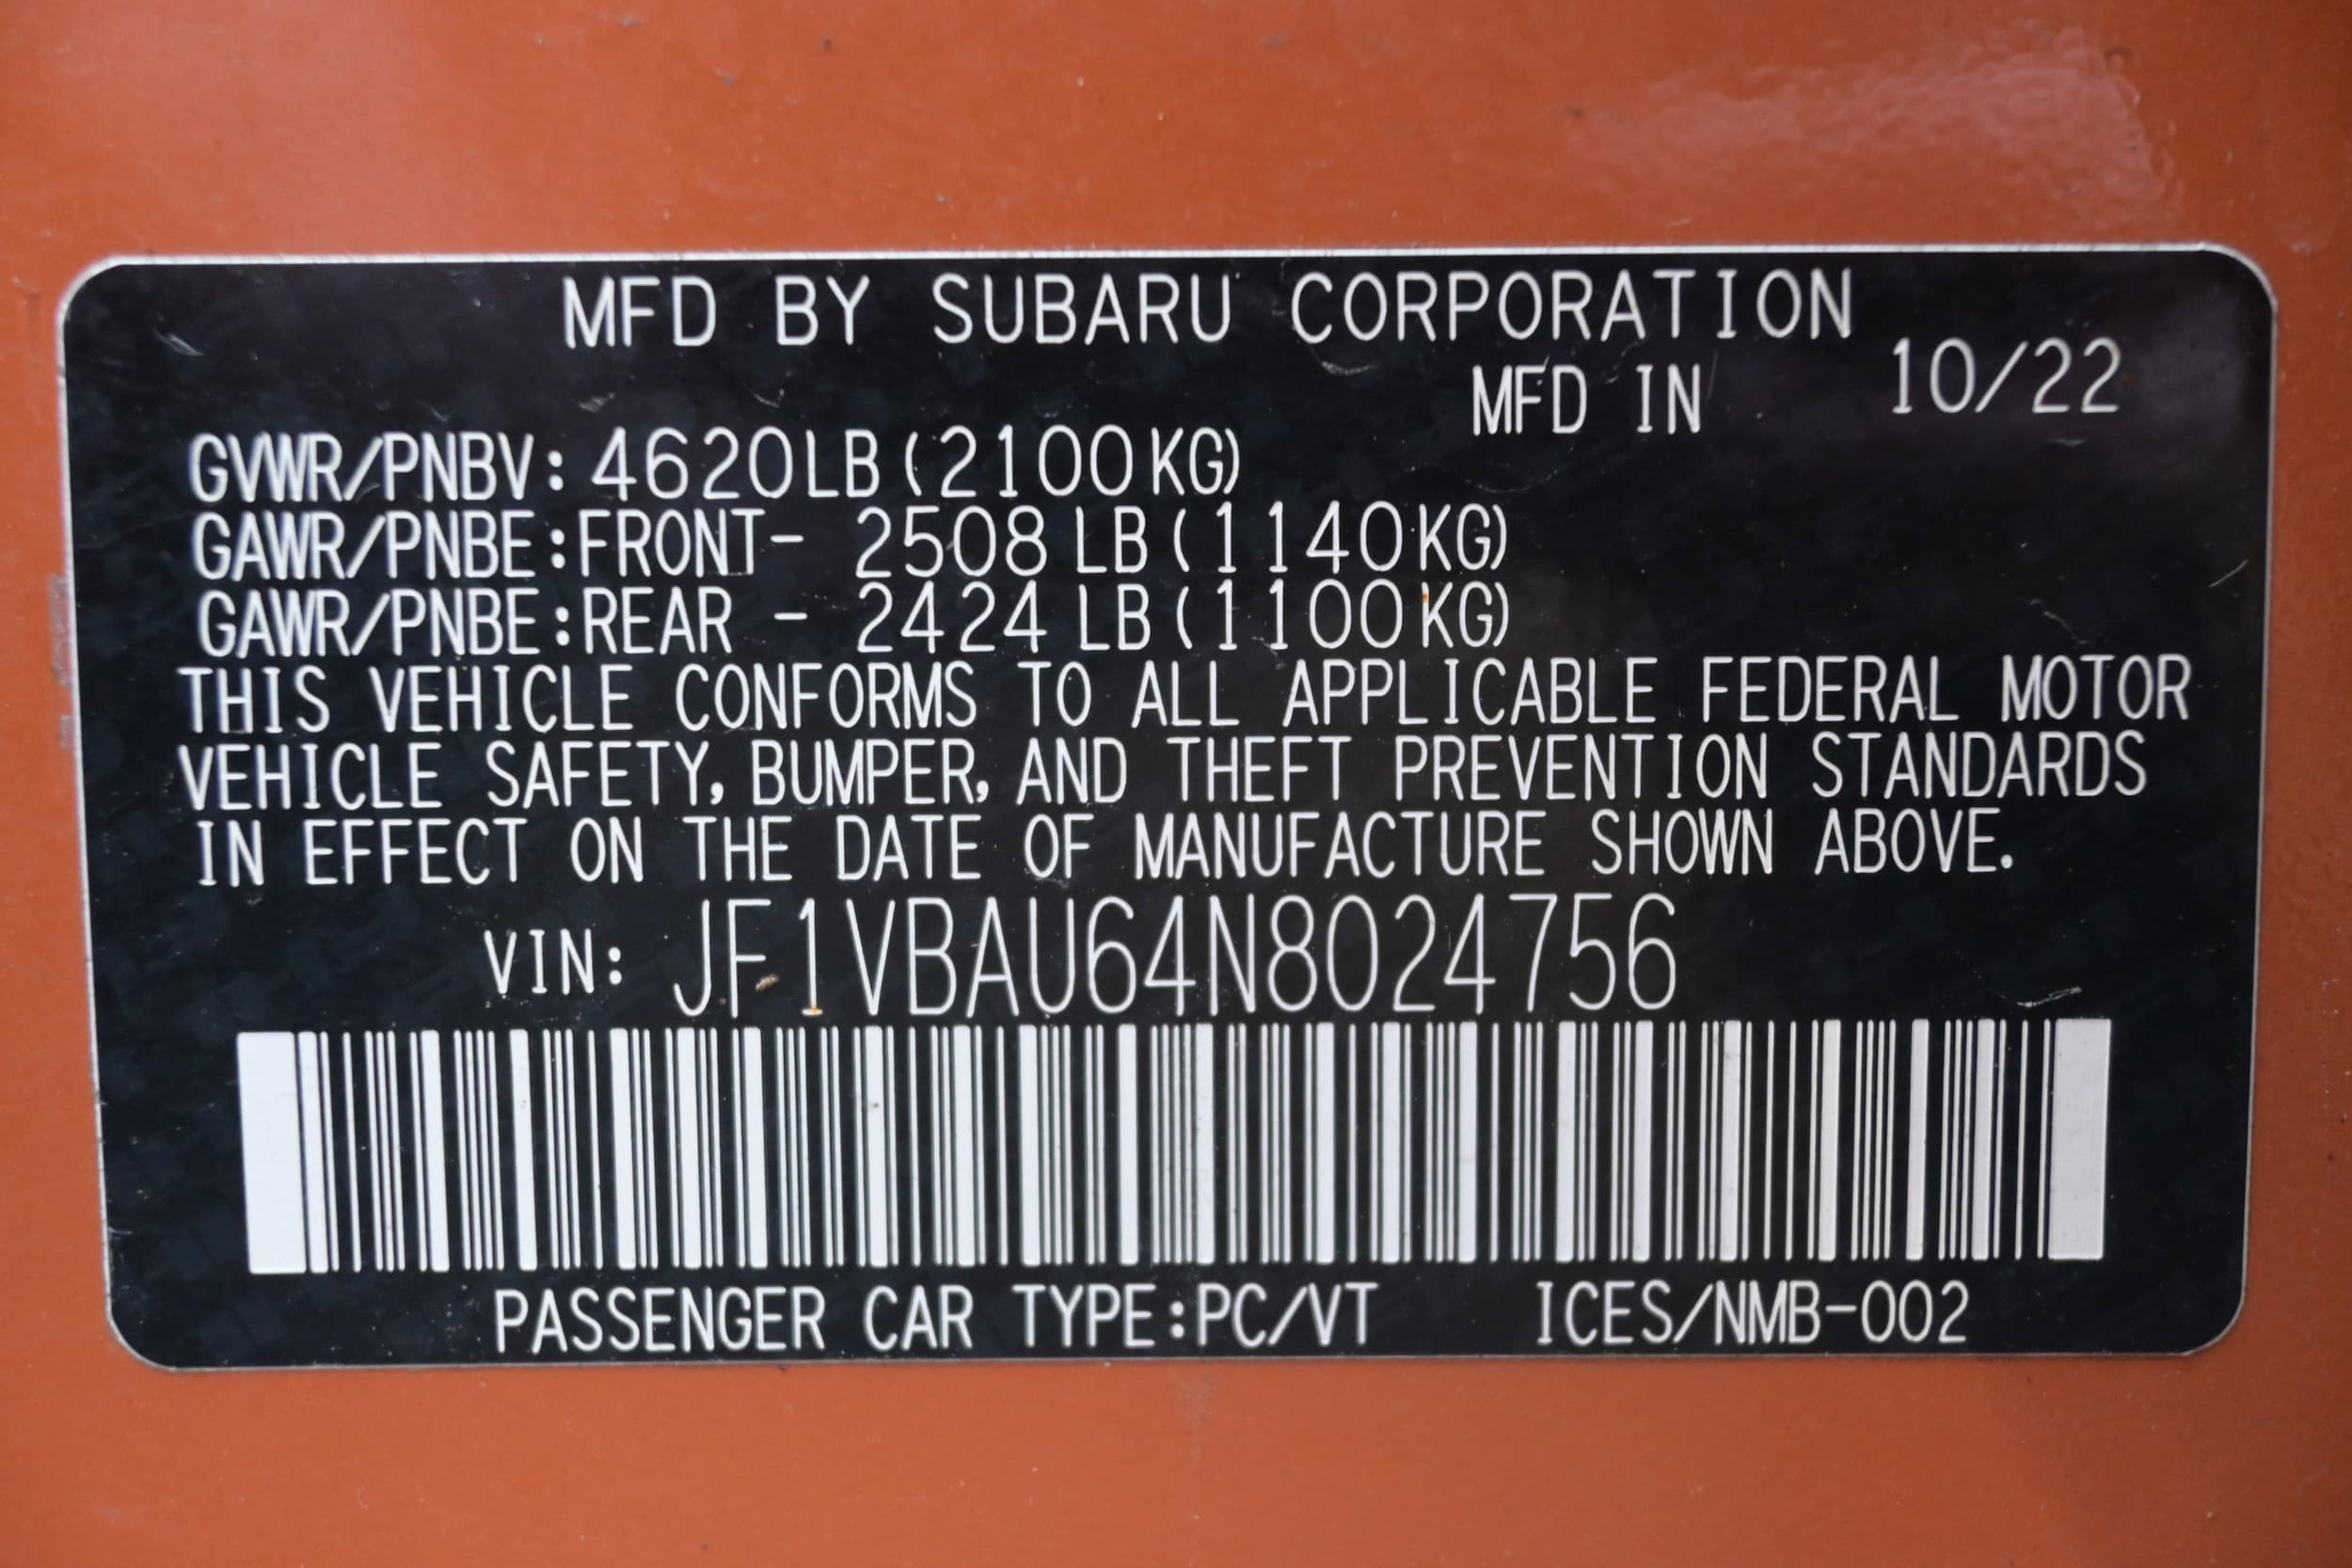 MFD BY SUBARU CORPORATION
MFD IN 10/22
GVWR/PNBV: 4620LB (2100KG)
GAWR/PNBE:FRONT- 2508 LB (1140KG)
GAWR/PNBE:REAR - 2424 LB (1100KG)
THIS VEHICLE CONFORMS TO ALL APPLICABLE FEDERAL MOTOR
VEHICLE SAFETY, BUMPER, AND THEFT PREVENTION STANDARDS
IN EFFECT ON THE DATE OF MANUFACTURE SHOWN ABOVE.
VIN: JF1VBAU64N8024756
PASSENGER CAR TYPE:PC/VT ICES/NMB-002